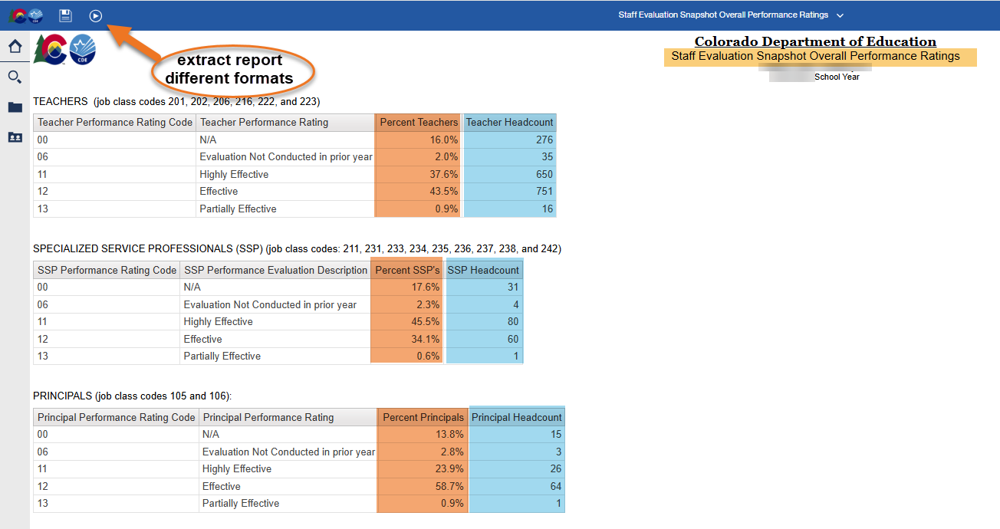 Staff Evaluation Snapshot Overall Performance Ratings
CDE
extract report
different formats
Colorado Department of Education
Staff Evaluation Snapshot Overall Performance Ratings
School Year
TEACHERS (job class codes 201, 202, 206, 216, 222, and 223)
Teacher Performance Rating Code Teacher Performance Rating Percent Teachers Teacher Headcount
00 N/A 16.0% 276
06 Evaluation Not Conducted in prior year 2.0% 35
11 Highly Effective 37.6% 650
12 Effective 43.5% 751
13 Partially Effective 0.9% 16
SPECIALIZED SERVICE PROFESSIONALS (SSP) (job class codes: 211, 231, 233, 234, 235, 236, 237, 238, and 242)
SSP Performance Rating Code SSP Performance Evaluation Description Percent SSP's SSP Headcount
00 N/A 17.6% 31
06 Evaluation Not Conducted in prior year 2.3% 4
11 Highly Effective 45.5% 80
12 Effective 34.1% 60
13 Partially Effective 0.6% 1
PRINCIPALS (job class codes 105 and 106):
Principal Performance Rating Code Principal Performance Rating Percent Principals Principal Headcount
00 N/A 13.8% 15
06 Evaluation Not Conducted in prior year 2.8% 3
11 Highly Effective 23.9% 26
12 Effective 58.7% 64
13 Partially Effective 0.9% 1